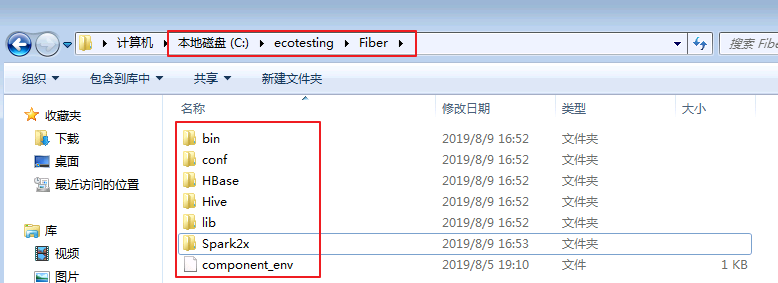 计算机 本地磁盘 (C:) ecotesting Fiber 搜索 Fibe
组织 包含到库中 共享 新建文件夹
名称 修改日期 类型 大小
收藏夹
下载
桌面
最近访问的位置
库
视频
图片
bin 2019/8/9 16:52 文件夹
conf 2019/8/9 16:52 文件夹
HBase 2019/8/9 16:52 文件夹
Hive 2019/8/9 16:52 文件夹
lib 2019/8/9 16:52 文件夹
Spark2x 2019/8/9 16:53 文件夹
component_env 2019/8/5 19:10 文件 1 KB